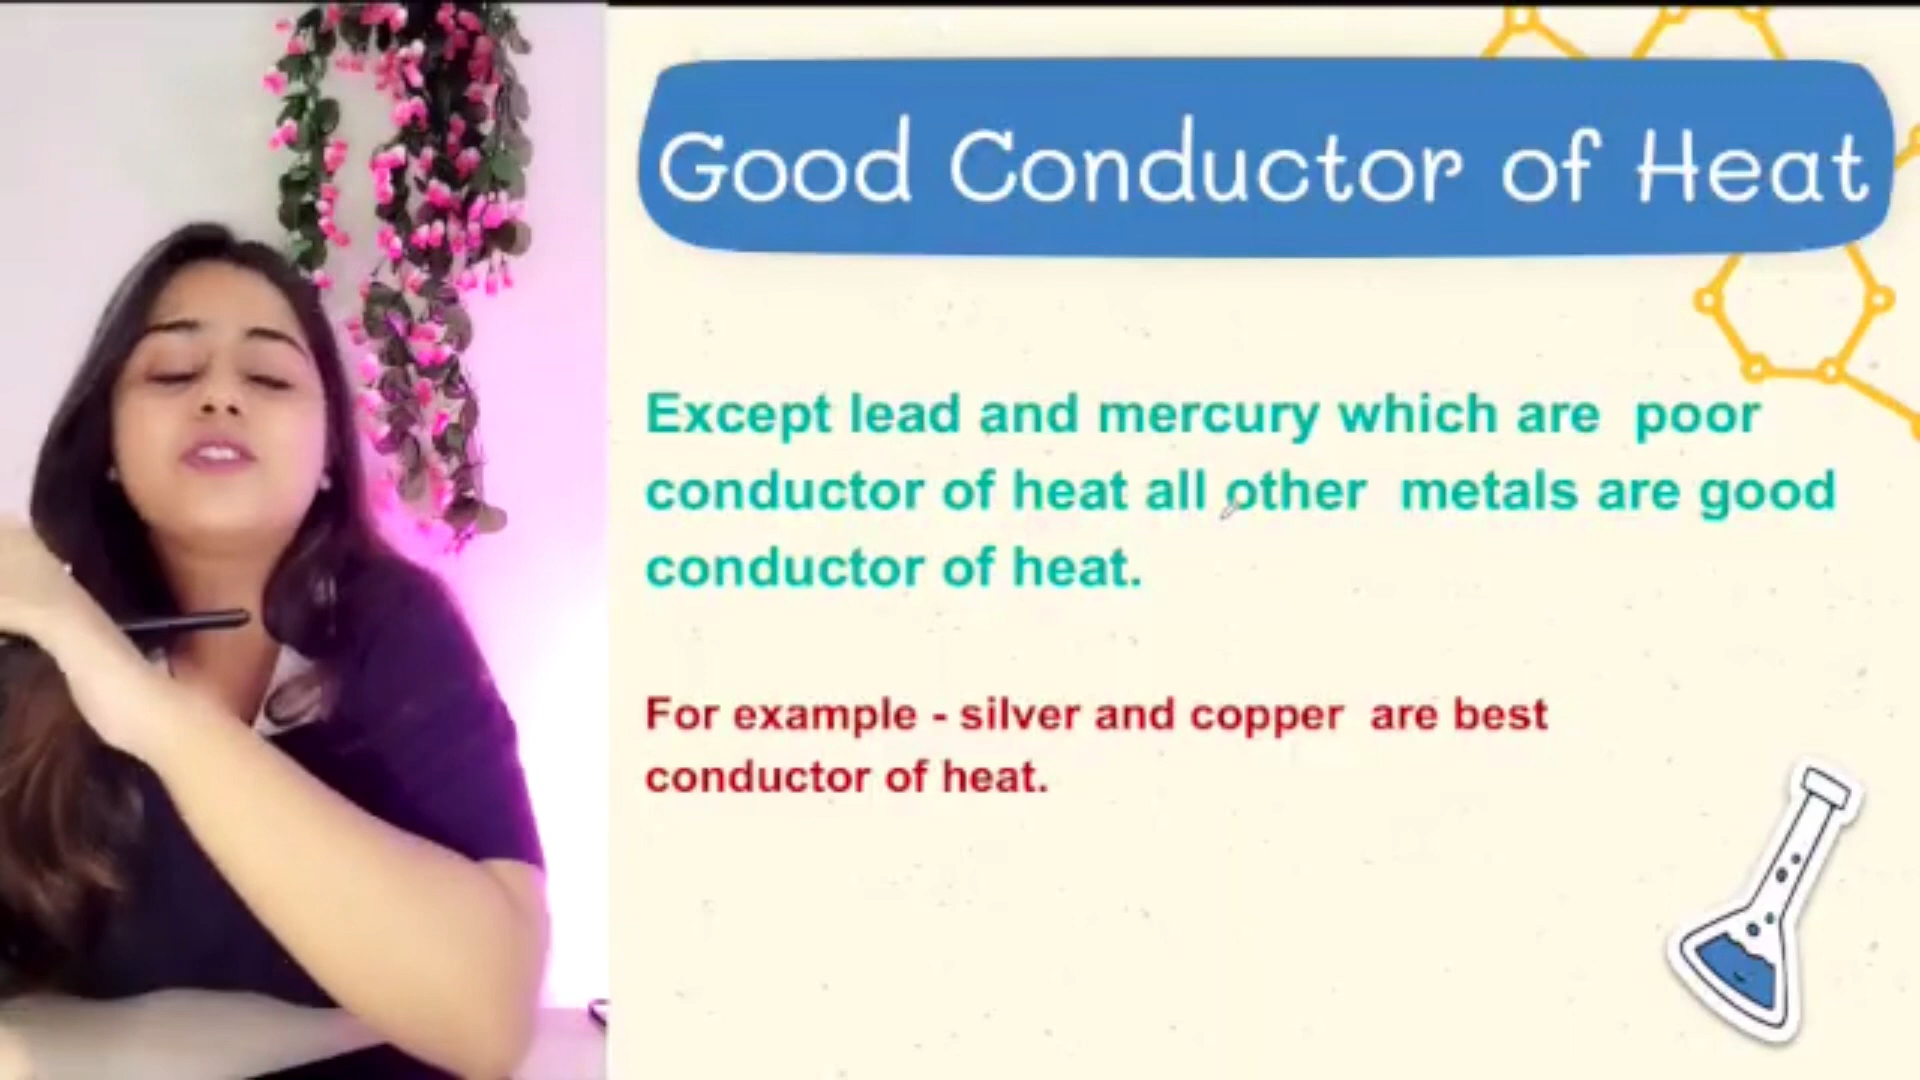 Good Conductor of Heat
Except lead and mercury which are poor
conductor of heat all other metals are good
conductor of heat.
For example - silver and copper are best
conductor of heat.